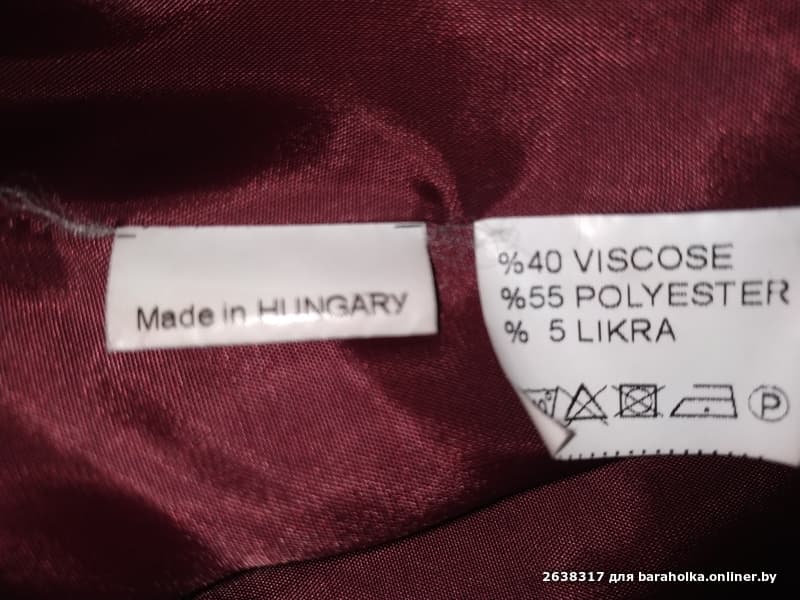 Made in HUNGARY
%40 VISCOSE
%55 POLYESTER
% 5 LIKRA
P
2638317 для baraholka.onliner.by